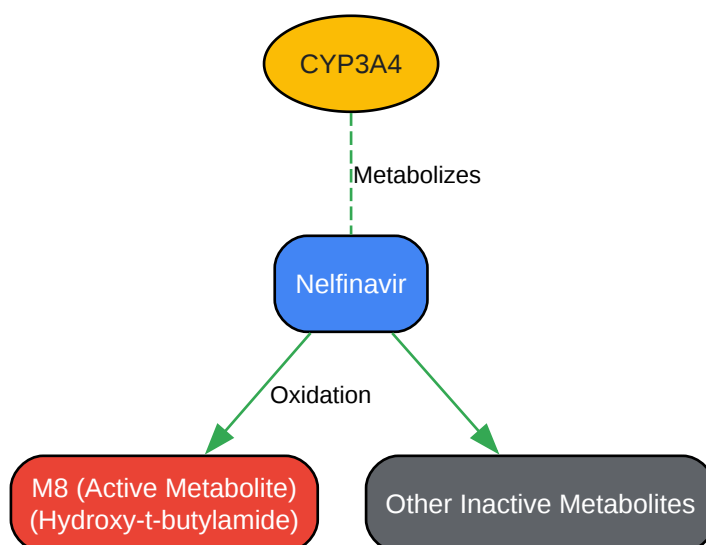 CYP3A4
Metabolizes
Nelfinavir
Oxidation
M8 (Active Metabolite)
(Hydroxy-t-butylamide)
Other Inactive Metabolites